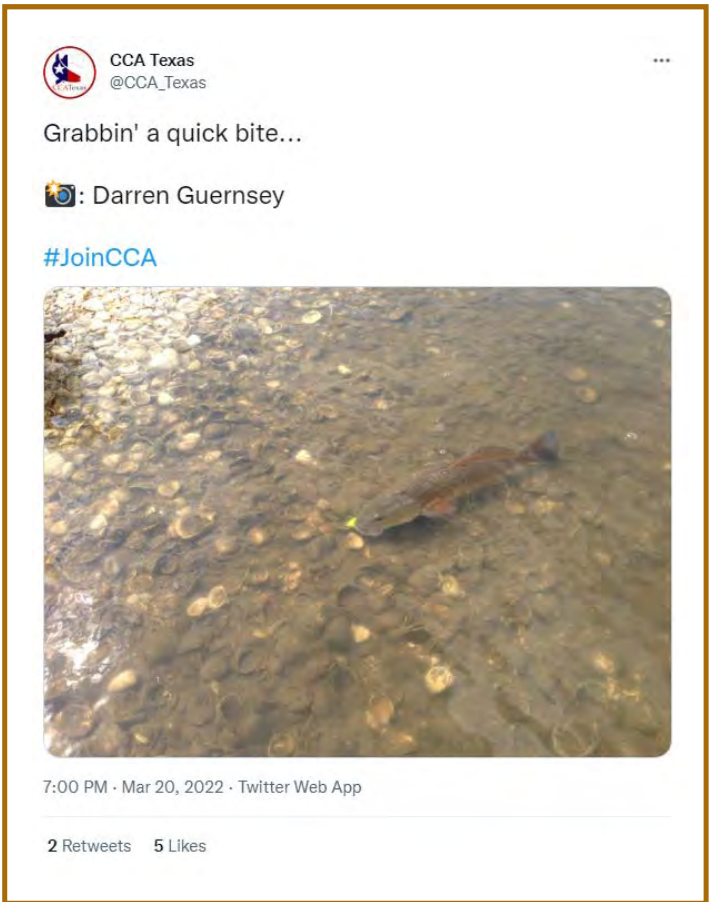 CCA Texas
@CCA_Texas
Grabbin' a quick bite...
📸: Darren Guernsey
#JoinCCA
7:00 PM · Mar 20, 2022 · Twitter Web App
2 Retweets 5 Likes